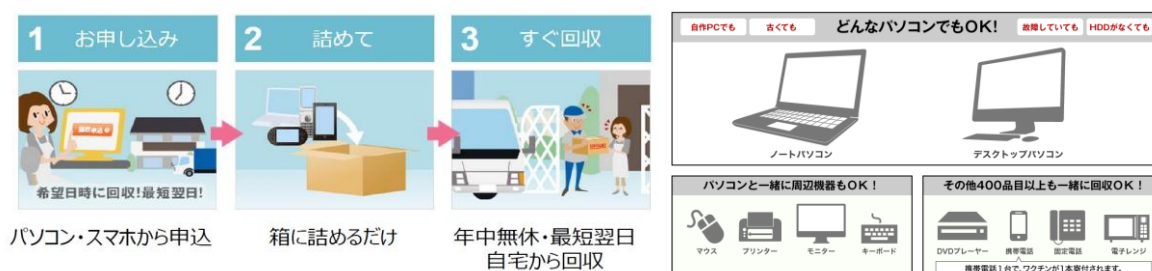 1 お申し込み
希望日時に回収!最短翌日!
パソコン・スマホから申込
2 詰めて
箱に詰めるだけ
3 すぐ回収
年中無休・最短翌日
自宅から回収
自作PCでも 古くても どんなパソコンでもOK! 故障していても HDDがなくても
ノートパソコン デスクトップパソコン
パソコンと一緒に周辺機器もOK!
マウス プリンター モニター キーボード
その他400品目以上も一緒に回収OK!
DVDプレーヤー 携帯電話 固定電話 電子レンジ
携帯電話1台で、ワクチンが1本寄付されます。